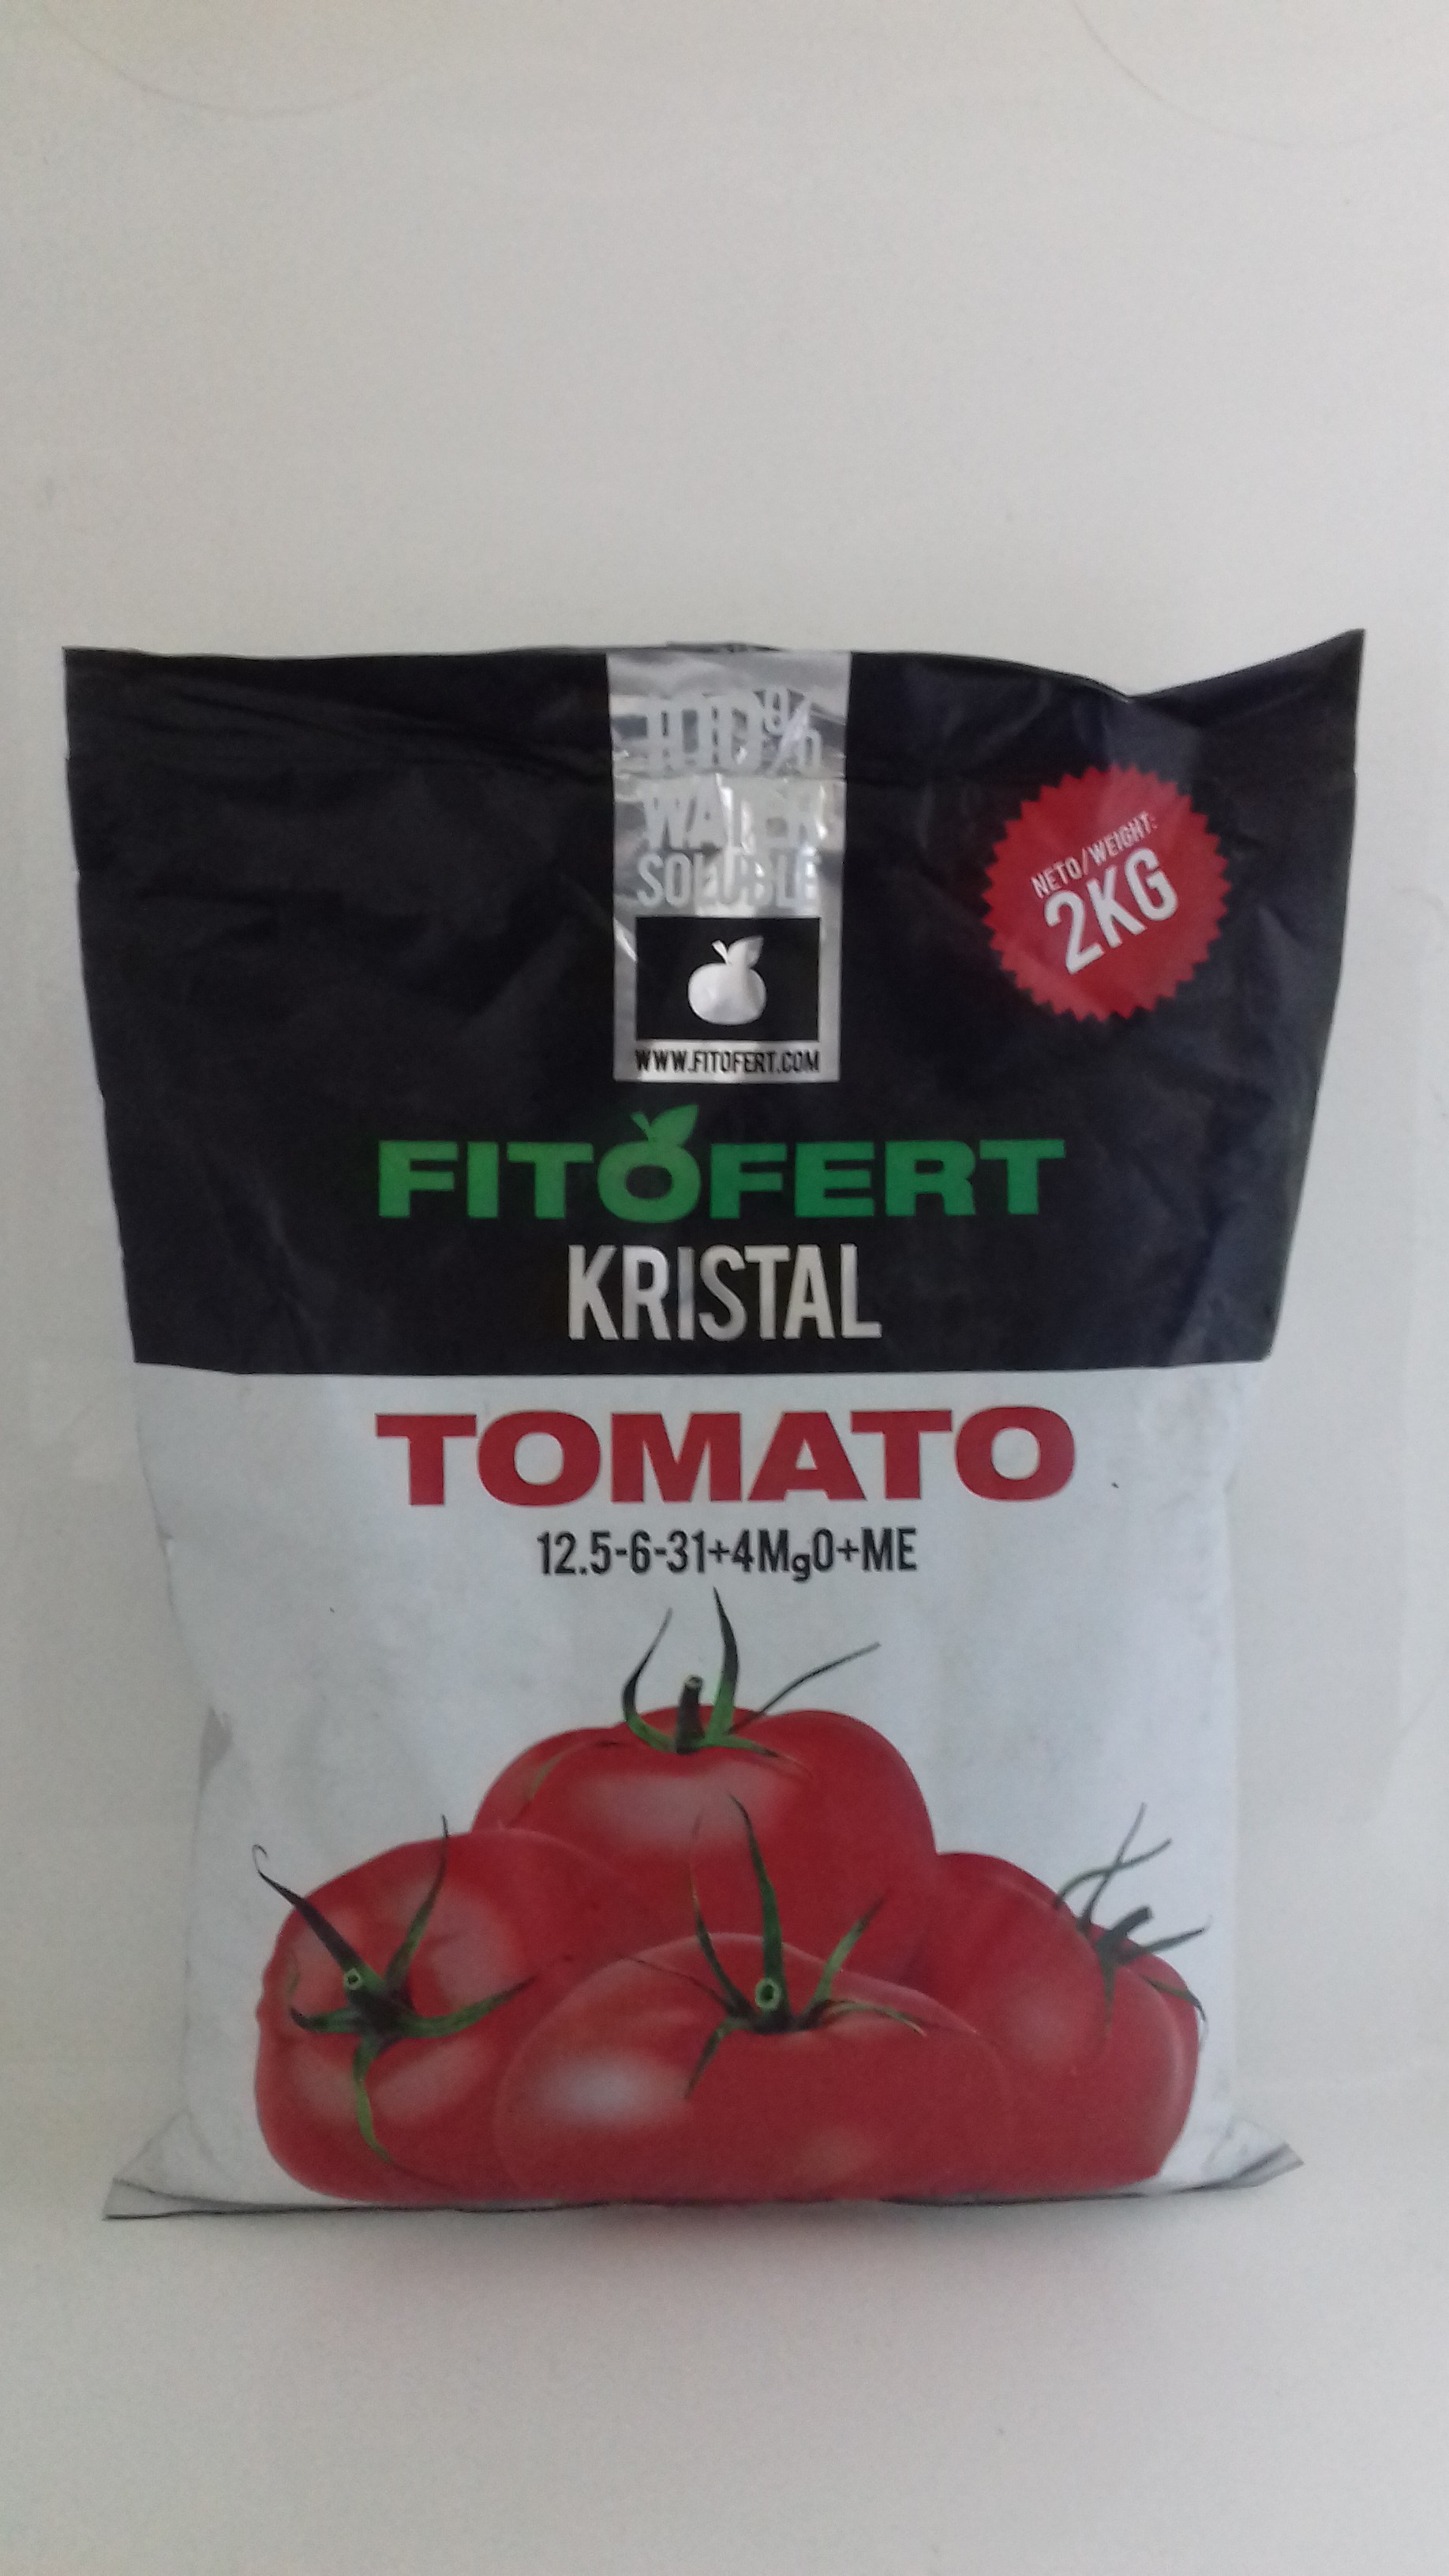 100%
WATER
SOLUBLE
NETO/WEIGHT:
2KG
WWW.FITOFERT.COM
FITOFERT
KRISTAL
TOMATO
12.5-6-31+4MgO+ME